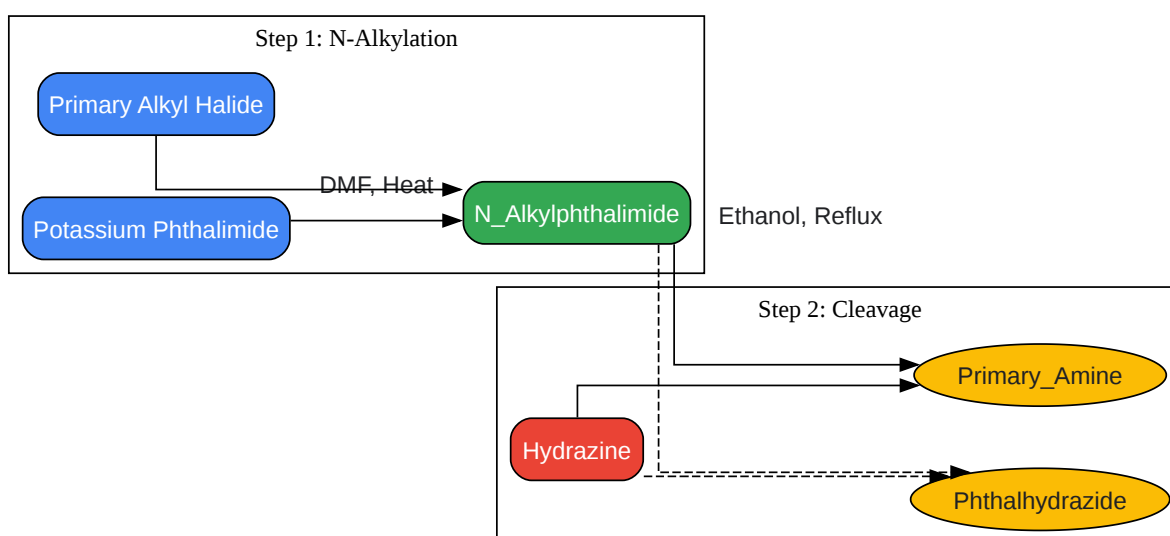 Step 1: N-Alkylation
Primary Alkyl Halide
DMF, Heat
Potassium Phthalimide
N_Alkylphthalimide
Ethanol, Reflux
Step 2: Cleavage
Primary_Amine
Hydrazine
Phthalhydrazide